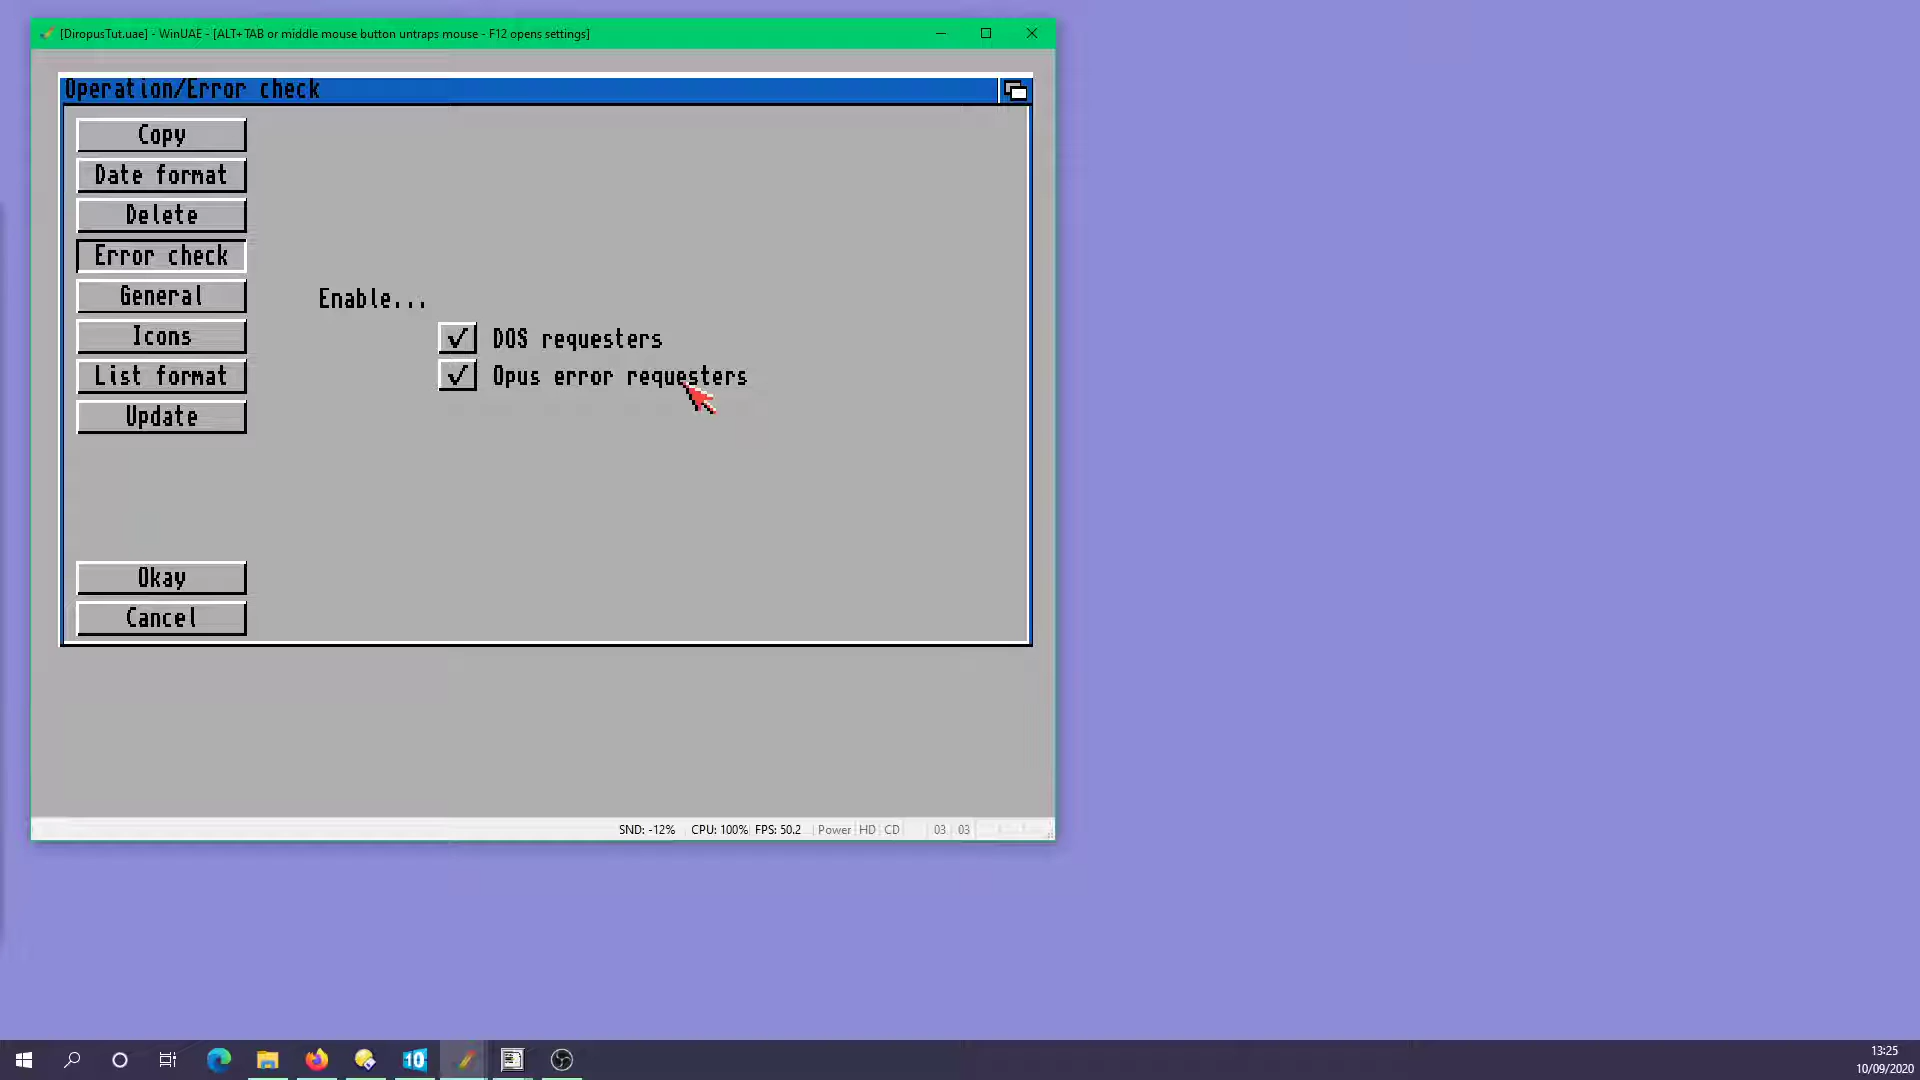 [DiropusTut.uae] - WinUAE - [ALT+TAB or middle mouse button untraps mouse - F12 opens settings]
Operation/Error check
Copy
Date format
Delete
Error check
General
Icons
List format
Update
Okay
Cancel
Enable...
DOS requesters
Opus error requesters
SND: -12% CPU: 100% FPS: 50.2 Power HD CD 03 03
10
13:25
10/09/2020